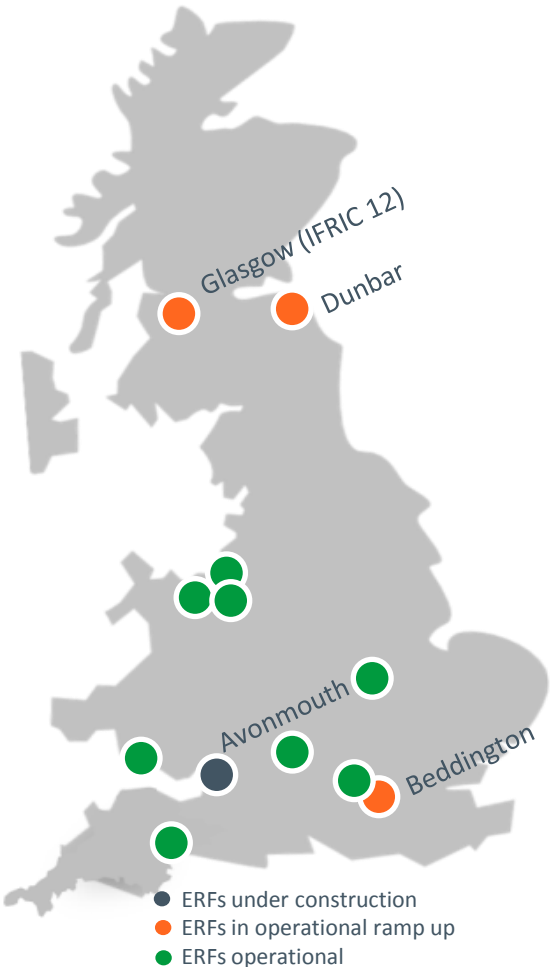 Glasgow (IFRIC 12)
Dunbar
Avonmouth
Beddington
ERFs under construction
ERFs in operational ramp up
ERFs operational